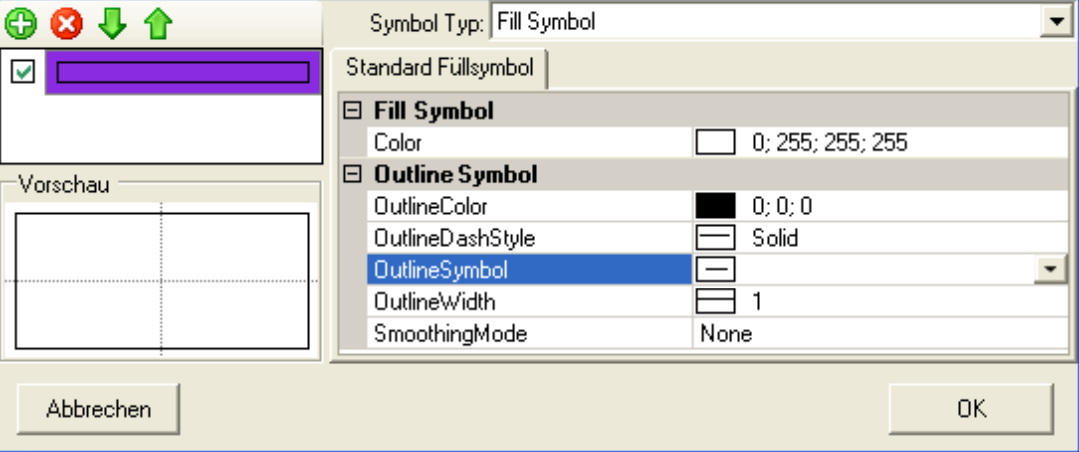 Symbol Typ: Fill Symbol
Standard Füllsymbol
Fill Symbol
Color 0; 255; 255; 255
Outline Symbol
OutlineColor 0; 0; 0
OutlineDashStyle Solid
OutlineSymbol
OutlineWidth 1
SmoothingMode None
Vorschau
Abbrechen OK